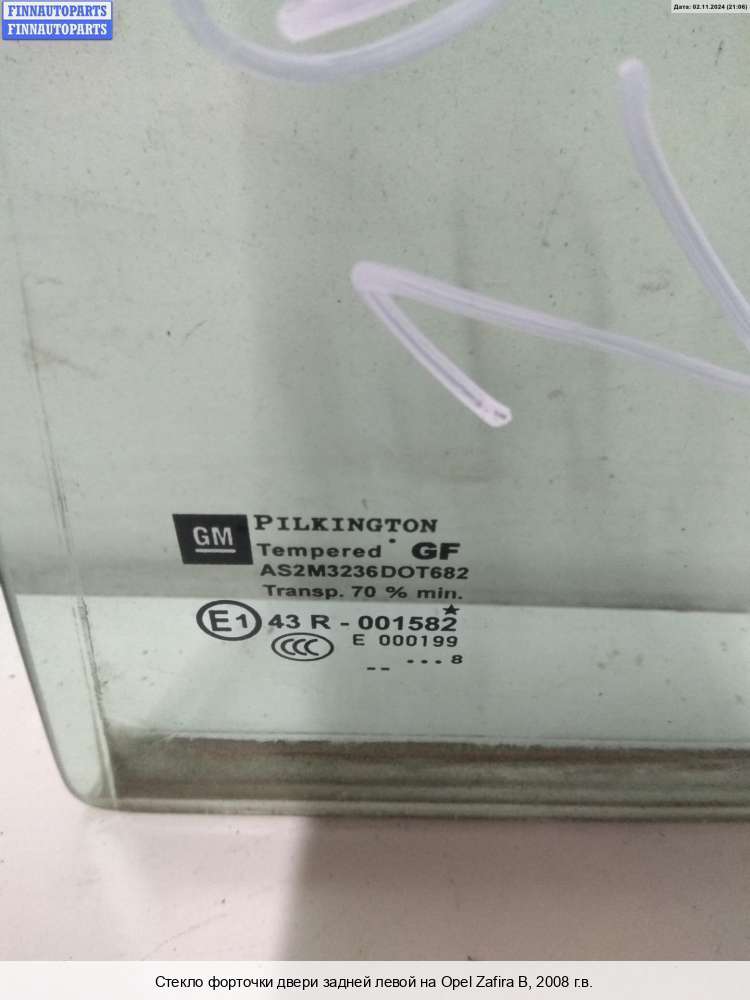 FINNAUTOPARTS
FINNAUTOPARTS
Дата: 02.11.2024 (21:06)
GM PILKINGTON
Tempered GF
AS2M3236DOT682
Transp. 70 % min.
E1 43 R - 001582
CCC E 000199
-- ... 8
Стекло форточки двери задней левой на Opel Zafira B, 2008 г.в.